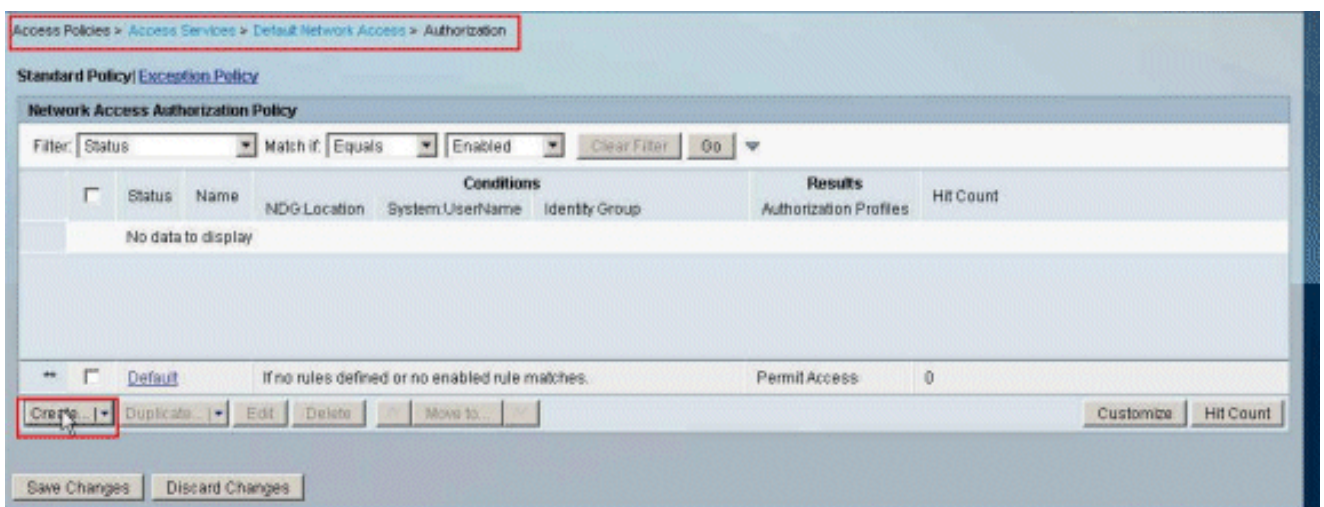 Access Policies > Access Services > Default Network Access > Authorization
Standard Policy| Exception Policy
Network Access Authorization Policy
Filter: Status Match if: Equals Enabled Clear Filter Go
Status Name Conditions Results Hit Count
NDG:Location System:UserName Identity Group Authorization Profiles
No data to display
** Default If no rules defined or no enabled rule matches. Permit Access 0
Create... | Duplicate... | Edit Delete Move to... Customize Hit Count
Save Changes Discard Changes